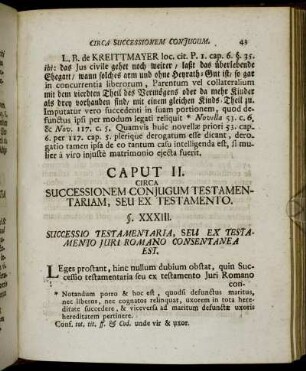 CIRCA SUCCESSIONEM CONJUGUM. 43
L. B. de KREITTMAYER loc. cit. P. 1. cap. 6. §. 35.
ibi: das Jus civile gehet noch weiter / läst das überlebende
Ehegatt / wann solches arm und ohne Heyrath-Gut ist / so gar
in concurrentia liberorum, Parentum vel collateralium
mit dem vierdten Theil des Vermögens oder da mehr Kinder
als drey vorhanden sind, mit einem gleichen Kinds-Theil zu.
Imputatur vero succedenti in suam portionem, quod de-
functus ipsi per modum legati reliquit * Novella 53. c. 6.
& Nov. 117. c. 5. Quamvis huic novellæ priori 53. cap.
6. per 117. cap. 5. plerique derogatum esse dicant, dero-
gatio tamen ipsa de eo tantum casu intelligenda est, si mu-
lier à viro injustè matrimonio ejecta fuerit.
CAPUT II.
CIRCA
SUCCESSIONEM CONJUGUM TESTAMEN-
TARIAM, SEU EX TESTAMENTO.
§. XXXIII.
SUCCESSIO TESTAMENTARIA, SEU EX TESTA-
MENTO JURI ROMANO CONSENTANEA
EST.
Leges prostant, hinc nullum dubium obstat, quin Suc-
cessio testamentaria seu ex testamento Juri Romano
con-
* Notandum porro & hoc est, quodsi defunctus maritus,
nec liberos, nec cognatos relinquat, uxorem in tota here-
ditate succedere, & viceversâ ad maritum defunctæ uxoris
hereditatem pertinere.
Conf. tot. tit. ff. & Cod. unde vir & uxor.